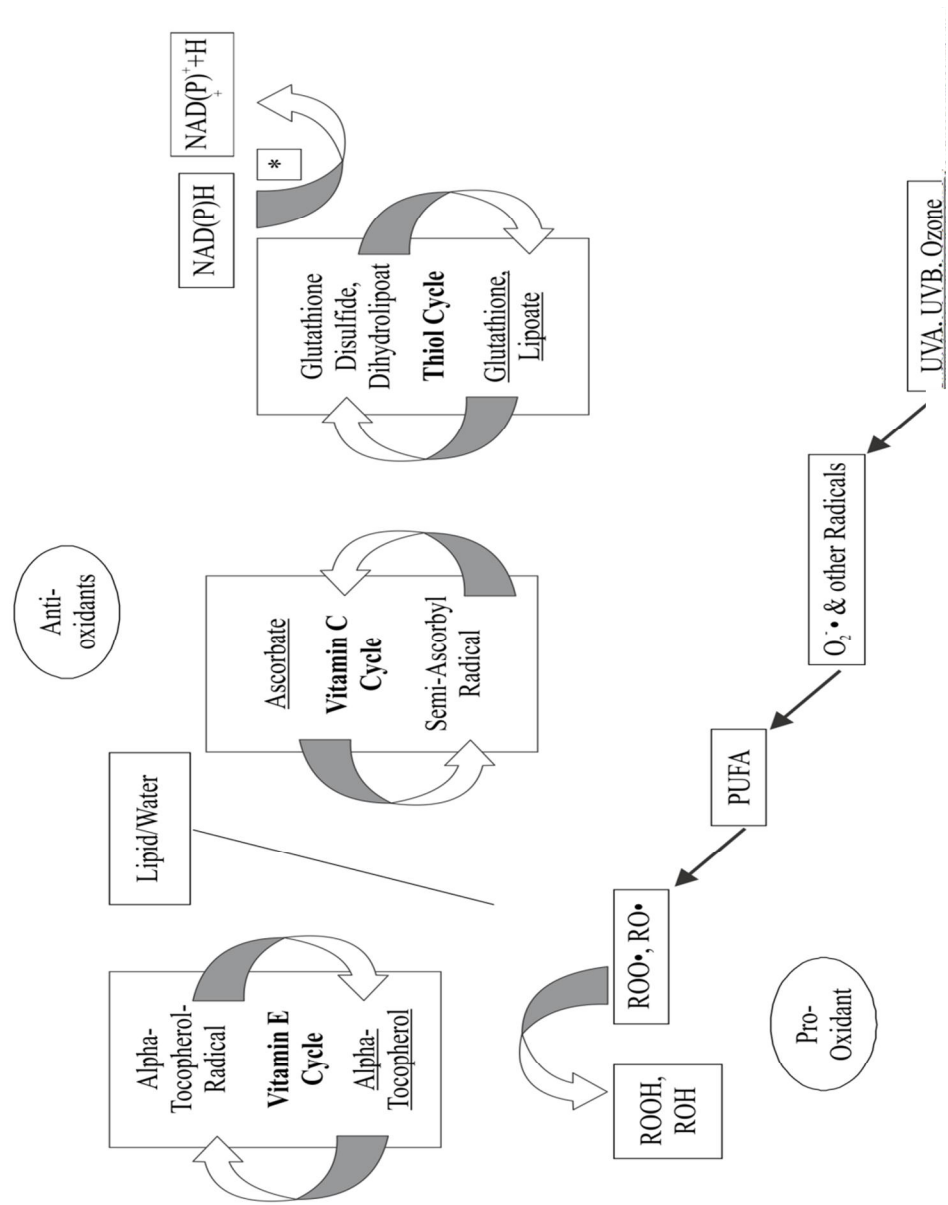 Anti-
oxidants
Lipid/Water
Alpha-
Tocopherol-
Radical
Vitamin E
Cycle
Alpha-
Tocopherol
Ascorbate
Vitamin C
Cycle
Semi-Ascorbyl
Radical
Glutathione
Disulfide,
Dihydrolipoat
Thiol Cycle
Glutathione,
Lipoate
NAD(P)H
NAD(P)⁺+H
+
*
ROOH,
ROH
ROO•, RO•
PUFA
O₂⁻• & other Radicals
UVA. UVB. Ozone
Pro-
Oxidant